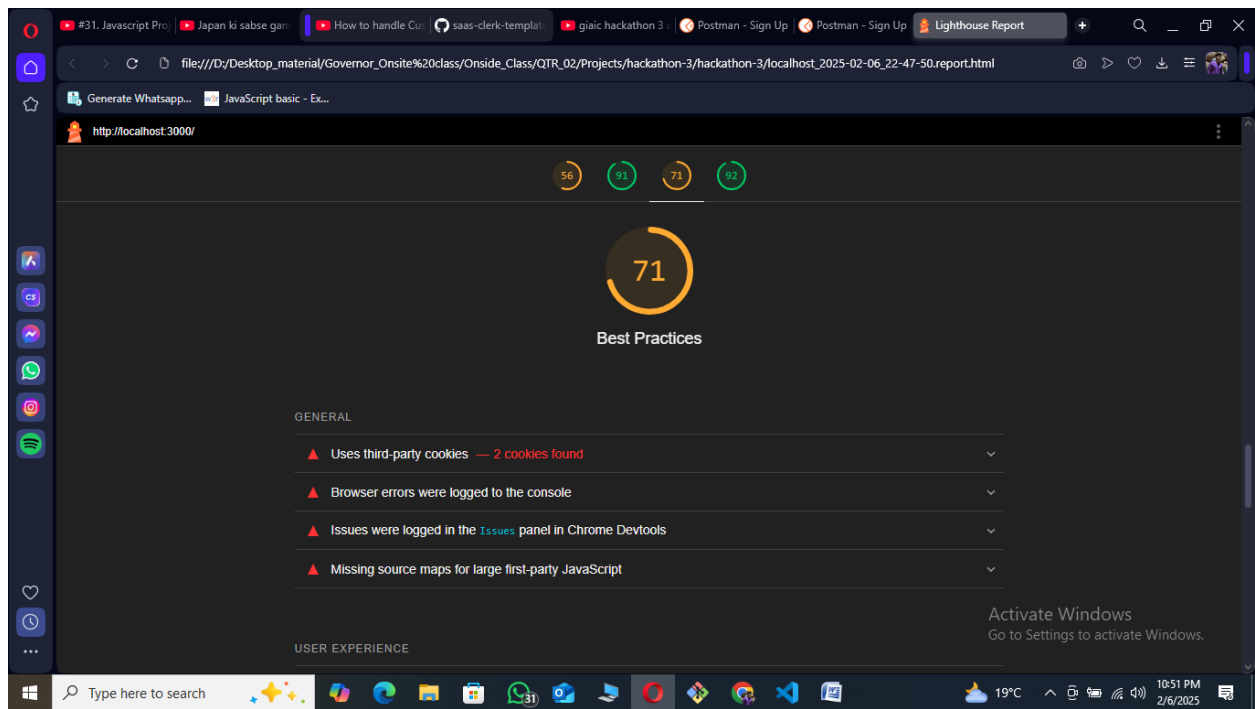 #31. Javascript Proj
Japan ki sabse gan
How to handle Cus
saas-clerk-templat
giaic hackathon 3 c
Postman - Sign Up
Postman - Sign Up
Lighthouse Report
file:///D:/Desktop_material/Governor_Onsite%20class/Onside_Class/QTR_02/Projects/hackathon-3/hackathon-3/localhost_2025-02-06_22-47-50.report.html
Generate Whatsapp...
w3r JavaScript basic - Ex...
http://localhost:3000/
56 91 71 92
71
Best Practices
GENERAL
Uses third-party cookies — 2 cookies found
Browser errors were logged to the console
Issues were logged in the Issues panel in Chrome Devtools
Missing source maps for large first-party JavaScript
Activate Windows
Go to Settings to activate Windows.
USER EXPERIENCE
CS
Type here to search
31
19°C
10:51 PM
2/6/2025